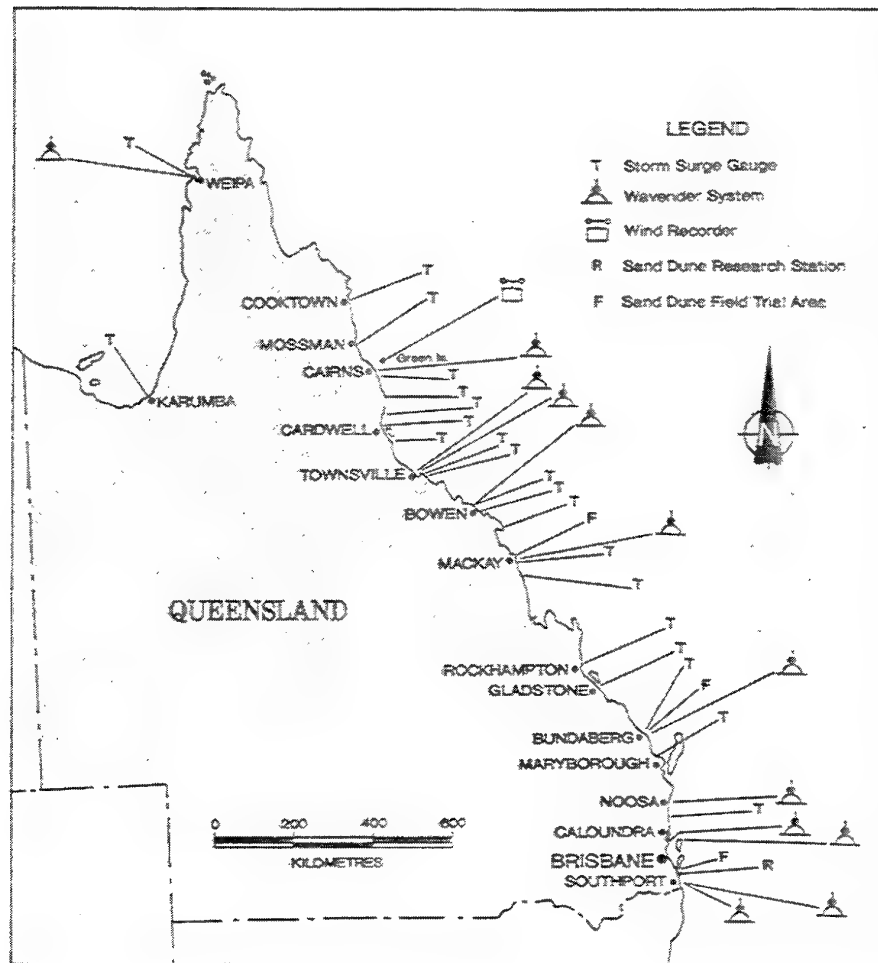 LEGEND
T Storm Surge Gauge
Wavender System
Wind Recorder
R Sand Dune Research Station
F Sand Dune Field Trial Area
N
T
WEIPA
T
KARUMBA
COOKTOWN
T
MOSSMAN
T
Green Is.
CAIRNS
T
T
T
T
CARDWELL
T
TOWNSVILLE
T
T
BOWEN
T
T
T
F
MACKAY
T
T
QUEENSLAND
ROCKHAMPTON
T
GLADSTONE
T
T
F
BUNDABERG
T
MARYBOROUGH
NOOSA
T
CALOUNDRA
BRISBANE
F
R
SOUTHPORT
0 200 400 600
KILOMETRES